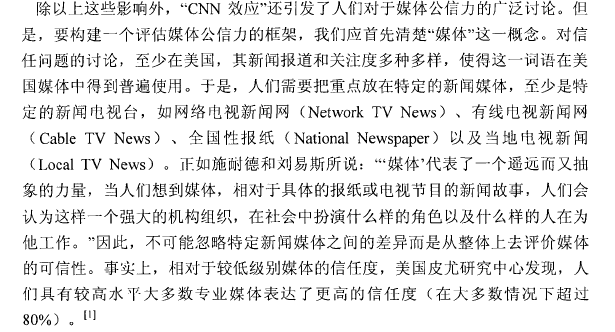 除以上这些影响外，“CNN 效应”还引发了人们对于媒体公信力的广泛讨论。但
是，要构建一个评估媒体公信力的框架，我们应首先清楚“媒体”这一概念。对信
任问题的讨论，至少在美国，其新闻报道和关注度多种多样，使得这一词语在美
国媒体中得到普遍使用。于是，人们需要把重点放在特定的新闻媒体，至少是特
定的新闻电视台，如网络电视新闻网（Network TV News）、有线电视新闻网
（Cable TV News）、全国性报纸（National Newspaper）以及当地电视新闻
（Local TV News）。正如施耐德和刘易斯所说：“‘媒体’代表了一个遥远而又抽
象的力量，当人们想到媒体，相对于具体的报纸或电视节目的新闻故事，人们会
认为这样一个强大的机构组织，在社会中扮演什么样的角色以及什么样的人在为
他工作。”因此，不可能忽略特定新闻媒体之间的差异而是从整体上去评价媒体
的可信性。事实上，相对于较低级别媒体的信任度，美国皮尤研究中心发现，人
们具有较高水平大多数专业媒体表达了更高的信任度（在大多数情况下超过
80%）。[1]